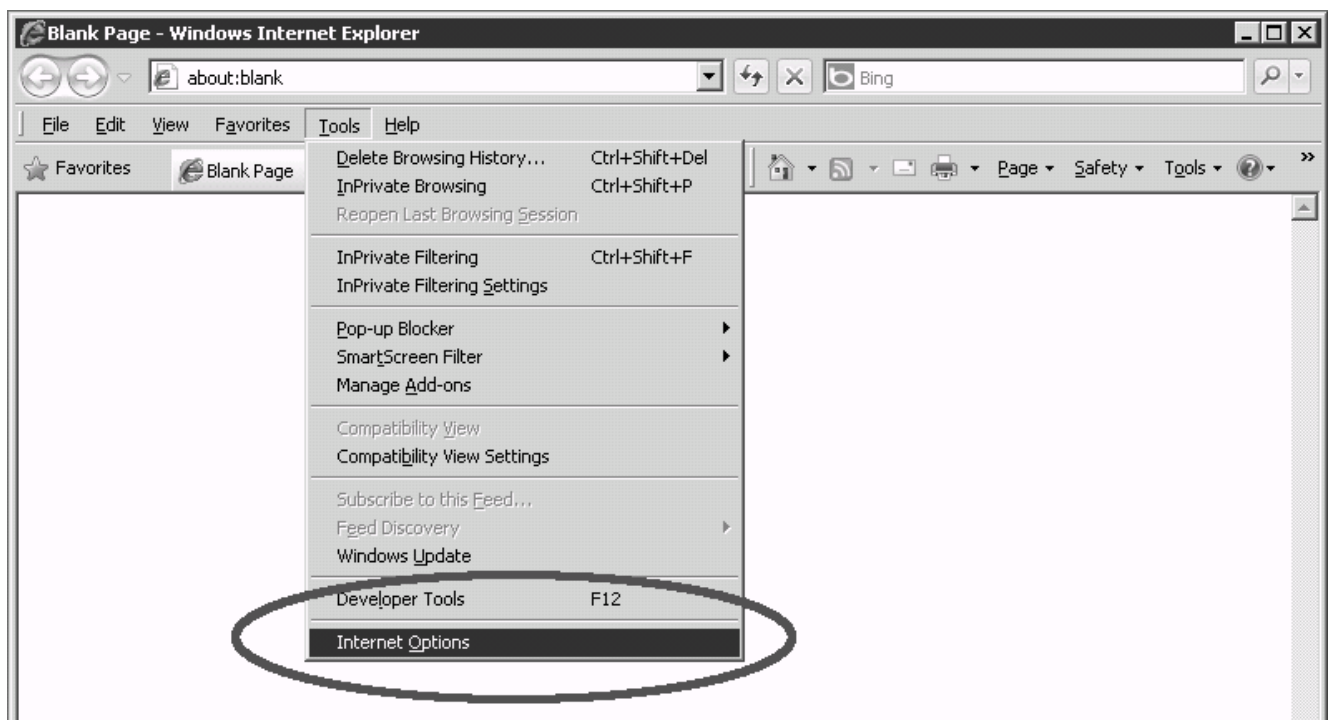 Blank Page - Windows Internet Explorer
about:blank
Bing
File Edit View Favorites Tools Help
Favorites Blank Page Page Safety Tools »
Delete Browsing History... Ctrl+Shift+Del
InPrivate Browsing Ctrl+Shift+P
Reopen Last Browsing Session
InPrivate Filtering Ctrl+Shift+F
InPrivate Filtering Settings
Pop-up Blocker
SmartScreen Filter
Manage Add-ons
Compatibility View
Compatibility View Settings
Subscribe to this Feed...
Feed Discovery
Windows Update
Developer Tools F12
Internet Options